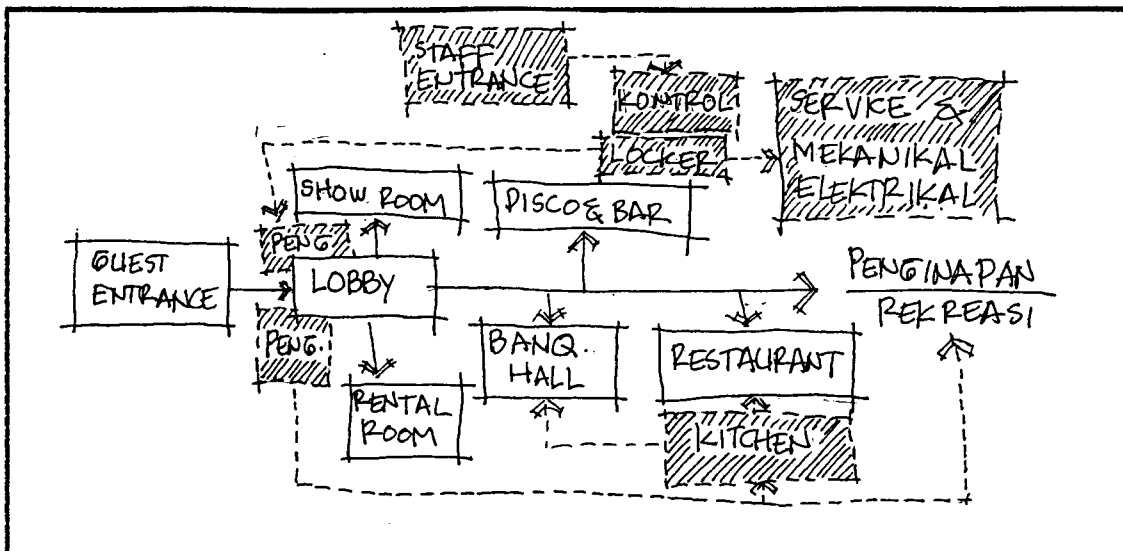 STAFF
ENTRANCE
KONTROL
LOCKER
SERVICE &
MEKANIKAL
ELEKTRIKAL
SHOW ROOM
DISCO & BAR
PENG
GUEST
ENTRANCE
LOBBY
PENGINAPAN
REKREASI
PENG.
BANQ.
HALL
RESTAURANT
RENTAL
ROOM
KITCHEN